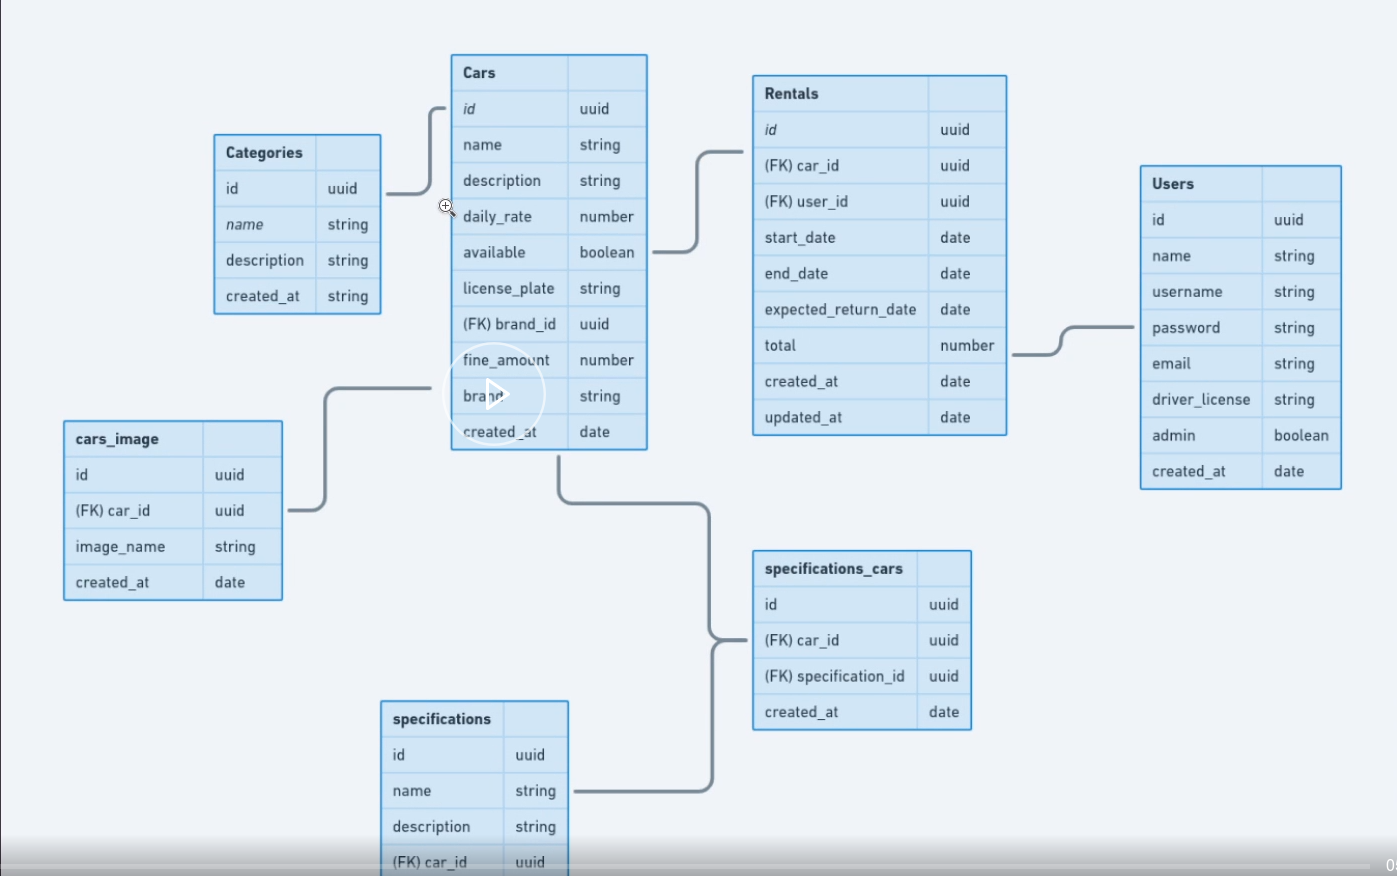 Cars
id uuid
name string
description string
daily_rate number
available boolean
license_plate string
(FK) brand_id uuid
fine_amount number
brand string
created_at date
Rentals
id uuid
(FK) car_id uuid
(FK) user_id uuid
start_date date
end_date date
expected_return_date date
total number
created_at date
updated_at date
Categories
id uuid
name string
description string
created_at string
Users
id uuid
name string
username string
password string
email string
driver_license string
admin boolean
created_at date
cars_image
id uuid
(FK) car_id uuid
image_name string
created_at date
specifications_cars
id uuid
(FK) car_id uuid
(FK) specification_id uuid
created_at date
specifications
id uuid
name string
description string
(FK) car_id uuid